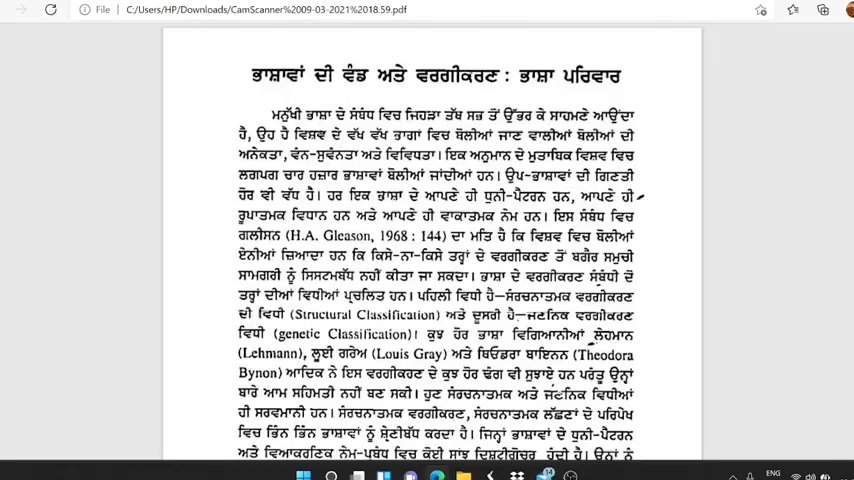 File
C:/Users/HP/Downloads/CamScanner%2009-03-2021%2018.59.pdf
ਭਾਸ਼ਾਵਾਂ ਦੀ ਵੰਡ ਅਤੇ ਵਰਗੀਕਰਣ : ਭਾਸ਼ਾ ਪਰਿਵਾਰ
ਮਨੁੱਖੀ ਭਾਸ਼ਾ ਦੇ ਸੰਬੰਧ ਵਿਚ ਜਿਹੜਾ ਤੱਥ ਸਭ ਤੋਂ ਉੱਭਰ ਕੇ ਸਾਹਮਣੇ ਆਉਂਦਾ
ਹੈ, ਉਹ ਹੈ ਵਿਸ਼ਵ ਦੇ ਵੱਖ ਵੱਖ ਭਾਗਾਂ ਵਿਚ ਬੋਲੀਆਂ ਜਾਣ ਵਾਲੀਆਂ ਬੋਲੀਆਂ ਦੀ
ਅਨੇਕਤਾ, ਵੰਨ-ਸੁਵੰਨਤਾ ਅਤੇ ਵਿਵਿਧਤਾ। ਇਕ ਅਨੁਮਾਨ ਦੇ ਮੁਤਾਬਿਕ ਵਿਸ਼ਵ ਵਿਚ
ਲਗਪਗ ਚਾਰ ਹਜ਼ਾਰ ਭਾਸ਼ਾਵਾਂ ਬੋਲੀਆਂ ਜਾਂਦੀਆਂ ਹਨ। ਉਪ-ਭਾਸ਼ਾਵਾਂ ਦੀ ਗਿਣਤੀ
ਹੋਰ ਵੀ ਵੱਧ ਹੈ। ਹਰ ਇਕ ਭਾਸ਼ਾ ਦੇ ਆਪਣੇ ਹੀ ਧੁਨੀ-ਪੈਟਰਨ ਹਨ, ਆਪਣੇ ਹੀ
ਰੂਪਾਤਮਕ ਵਿਧਾਨ ਹਨ ਅਤੇ ਆਪਣੇ ਹੀ ਵਾਕਾਤਮਕ ਨੇਮ ਹਨ। ਇਸ ਸੰਬੰਧ ਵਿਚ
ਗਲੀਸਨ (H.A. Gleason, 1968 : 144) ਦਾ ਮਤਿ ਹੈ ਕਿ ਵਿਸ਼ਵ ਵਿਚ ਬੋਲੀਆਂ
ਏਨੀਆਂ ਜ਼ਿਆਦਾ ਹਨ ਕਿ ਕਿਸੇ-ਨਾ-ਕਿਸੇ ਤਰ੍ਹਾਂ ਦੇ ਵਰਗੀਕਰਣ ਤੋਂ ਬਗੈਰ ਸਮੁਚੀ
ਸਾਮਗਰੀ ਨੂੰ ਸਿਸਟਮਬੱਧ ਨਹੀਂ ਕੀਤਾ ਜਾ ਸਕਦਾ। ਭਾਸ਼ਾ ਦੇ ਵਰਗੀਕਰਣ ਸੰਬੰਧੀ ਦੋ
ਤਰ੍ਹਾਂ ਦੀਆਂ ਵਿਧੀਆਂ ਪ੍ਰਚਲਿਤ ਹਨ। ਪਹਿਲੀ ਵਿਧੀ ਹੈ—ਸੰਰਚਨਾਤਮਕ ਵਰਗੀਕਰਣ
ਦੀ ਵਿਧੀ (Structural Classification) ਅਤੇ ਦੂਸਰੀ ਹੈ—ਜਣਨਿਕ ਵਰਗੀਕਰਣ
ਵਿਧੀ (genetic Classification)। ਕੁਝ ਹੋਰ ਭਾਸ਼ਾ ਵਿਗਿਆਨੀਆਂ ਲੇਹਮਾਨ
(Lehmann), ਲੂਈ ਗਰੇਅ (Louis Gray) ਅਤੇ ਥਿਓਡਰਾ ਬਾਇਨਨ (Theodora
Bynon) ਆਦਿਕ ਨੇ ਇਸ ਵਰਗੀਕਰਣ ਦੇ ਕੁਝ ਹੋਰ ਢੰਗ ਵੀ ਸੁਝਾਏ ਹਨ ਪਰੰਤੂ ਉਨ੍ਹਾਂ
ਬਾਰੇ ਆਮ ਸਹਿਮਤੀ ਨਹੀਂ ਬਣ ਸਕੀ। ਹੁਣ ਸੰਰਚਨਾਤਮਕ ਅਤੇ ਜਣਨਿਕ ਵਿਧੀਆਂ
ਹੀ ਸਰਵਮਾਨੀ ਹਨ। ਸੰਰਚਨਾਤਮਕ ਵਰਗੀਕਰਣ, ਸੰਰਚਨਾਤਮਕ ਲੱਛਣਾਂ ਦੇ ਪਰਿਪੇਖ
ਵਿਚ ਭਿੰਨ ਭਿੰਨ ਭਾਸ਼ਾਵਾਂ ਨੂੰ ਸ਼੍ਰੇਣੀਬੱਧ ਕਰਦਾ ਹੈ। ਜਿਨ੍ਹਾਂ ਭਾਸ਼ਾਵਾਂ ਦੇ ਧੁਨੀ-ਪੈਟਰਨ
ਅਤੇ ਵਿਆਕਰਣਿਕ ਨੇਮ-ਪ੍ਰਬੰਧ ਵਿਚ ਕੋਈ ਸਾਂਝ ਦ੍ਰਿਸ਼ਟੀਗੋਚਰ ਹੁੰਦੀ ਹੈ। ਉਨਾਂ ਨੂੰ
14
ENG